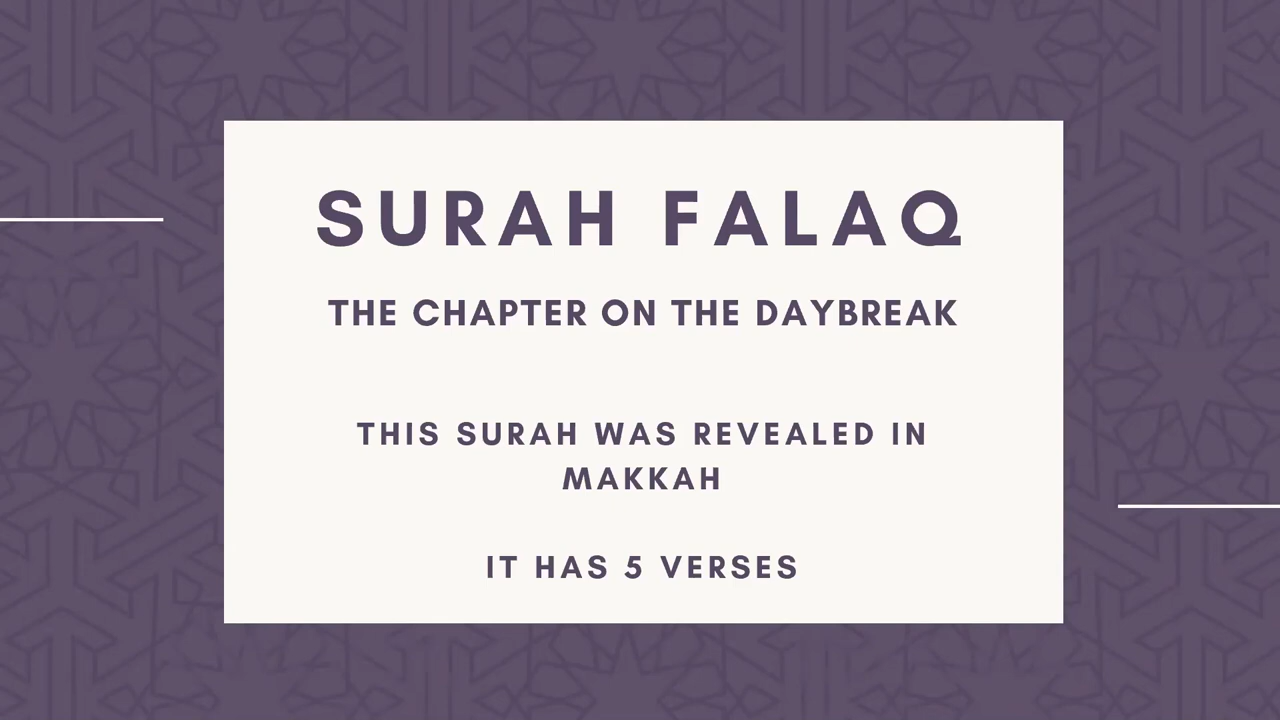 SURAH FALAQ
THE CHAPTER ON THE DAYBREAK
THIS SURAH WAS REVEALED IN
MAKKAH
IT HAS 5 VERSES